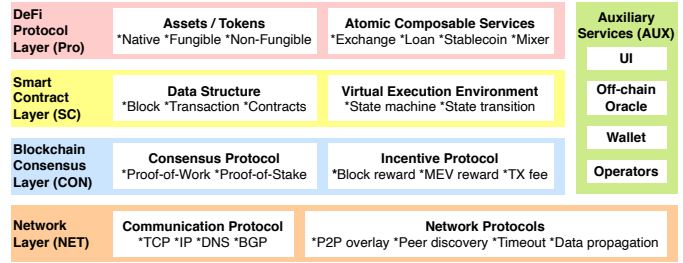 DeFi
Protocol
Layer (Pro)
Assets / Tokens
*Native *Fungible *Non-Fungible
Atomic Composable Services
*Exchange *Loan *Stablecoin *Mixer
Smart
Contract
Layer (SC)
Data Structure
*Block *Transaction *Contracts
Virtual Execution Environment
*State machine *State transition
Blockchain
Consensus
Layer (CON)
Consensus Protocol
*Proof-of-Work *Proof-of-Stake
Incentive Protocol
*Block reward *MEV reward *TX fee
Network
Layer (NET)
Communication Protocol
*TCP *IP *DNS *BGP
Network Protocols
*P2P overlay *Peer discovery *Timeout *Data propagation
Auxiliary
Services (AUX)
UI
Off-chain
Oracle
Wallet
Operators